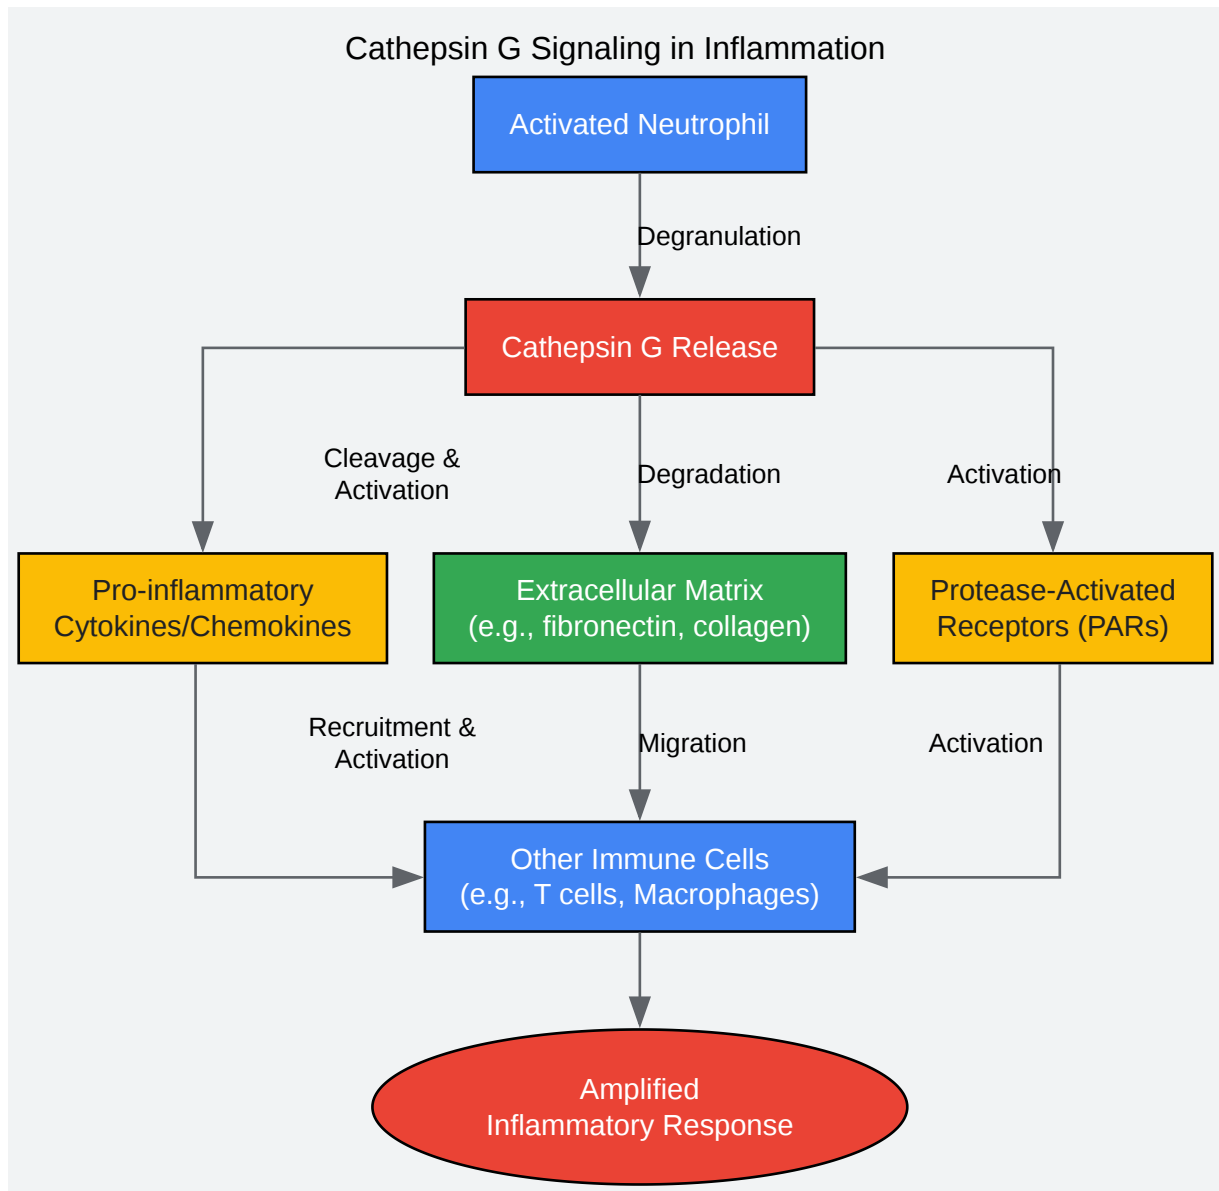 Cathepsin G Signaling in Inflammation
Activated Neutrophil
Degranulation
Cathepsin G Release
Cleavage &
Activation
Degradation
Activation
Pro-inflammatory
Cytokines/Chemokines
Extracellular Matrix
(e.g., fibronectin, collagen)
Protease-Activated
Receptors (PARs)
Recruitment &
Activation
Migration
Activation
Other Immune Cells
(e.g., T cells, Macrophages)
Amplified
Inflammatory Response